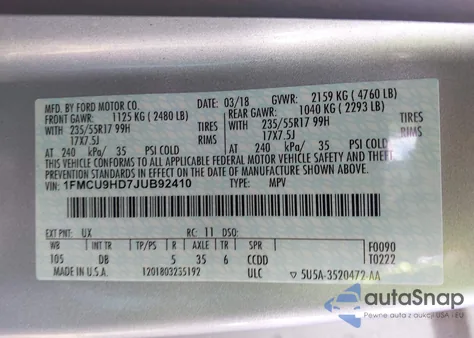 MFD. BY FORD MOTOR CO.
DATE: 03/18 GVWR: 2159 KG ( 4760 LB)
FRONT GAWR: 1125 KG ( 2480 LB) REAR GAWR: 1040 KG ( 2293 LB)
WITH 235/55R17 99H TIRES WITH 235/55R17 99H TIRES
17X7.5J RIMS 17X7.5J RIMS
AT 240 kPa/ 35 PSI COLD AT 240 kPa/ 35 PSI COLD
THIS VEHICLE CONFORMS TO ALL APPLICABLE FEDERAL MOTOR VEHICLE SAFETY AND THEFT
PREVENTION STANDARDS IN EFFECT ON THE DATE OF MANUFACTURE SHOWN ABOVE.
VIN: 1FMCU9HD7JUB92410 TYPE: MPV
EXT PNT: UX RC: 11 DSO:
WB INT TR TP/PS R AXLE TR SPR F0090
105 DB 5 35 6 CCDD T0222
MADE IN U.S.A. 1201803235192 ULC 5U5A-3520472-AA
autoSnap
Pewne auta z USA i EU